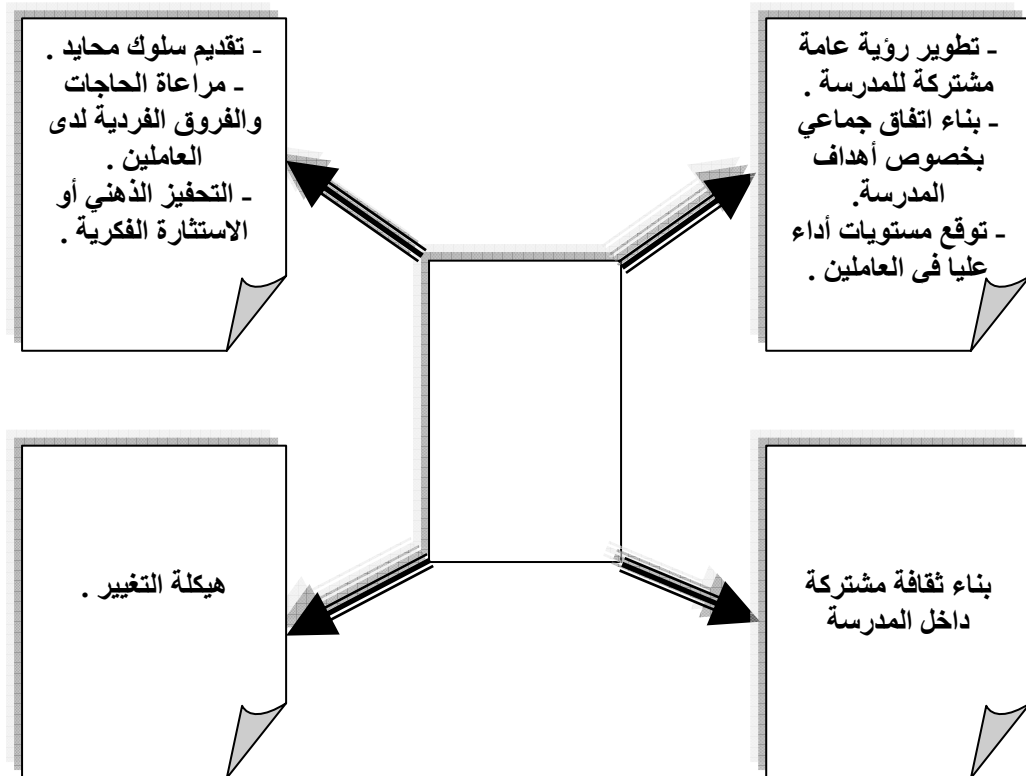 - تطوير رؤية عامة
مشتركة للمدرسة .
- بناء اتفاق جماعي
بخصوص أهداف
المدرسة.
- توقع مستويات أداء
عليا فى العاملين .
- تقديم سلوك محايد .
- مراعاة الحاجات
والفروق الفردية لدى
العاملين .
- التحفيز الذهني أو
الاستثارة الفكرية .
بناء ثقافة مشتركة
داخل المدرسة
هيكلة التغيير .